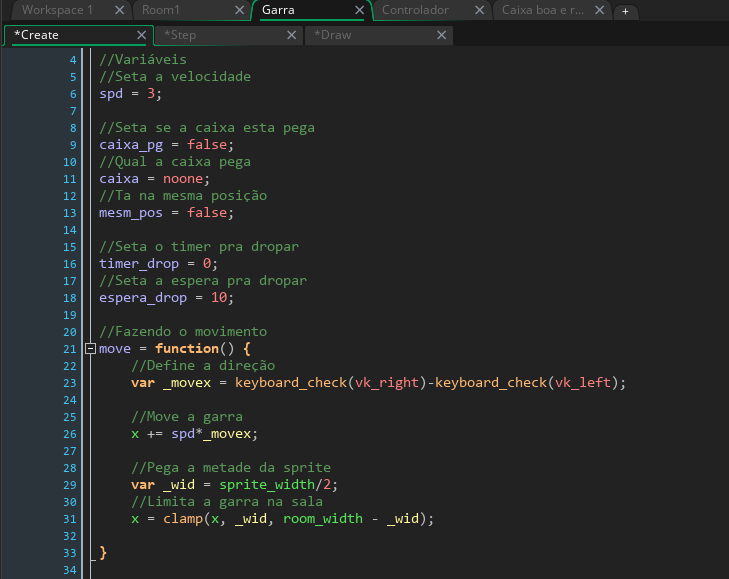 Workspace 1 Room1 Garra Controlador Caixa boa e r... +
*Create *Step *Draw
4 //Variáveis
5 //Seta a velocidade
6 spd = 3;
7
8 //Seta se a caixa esta pega
9 caixa_pg = false;
10 //Qual a caixa pega
11 caixa = noone;
12 //Ta na mesma posição
13 mesm_pos = false;
14
15 //Seta o timer pra dropar
16 timer_drop = 0;
17 //Seta a espera pra dropar
18 espera_drop = 10;
19
20 //Fazendo o movimento
21 move = function() {
22 //Define a direção
23 var _movex = keyboard_check(vk_right)-keyboard_check(vk_left);
24
25 //Move a garra
26 x += spd*_movex;
27
28 //Pega a metade da sprite
29 var _wid = sprite_width/2;
30 //Limita a garra na sala
31 x = clamp(x, _wid, room_width - _wid);
32
33 }
34